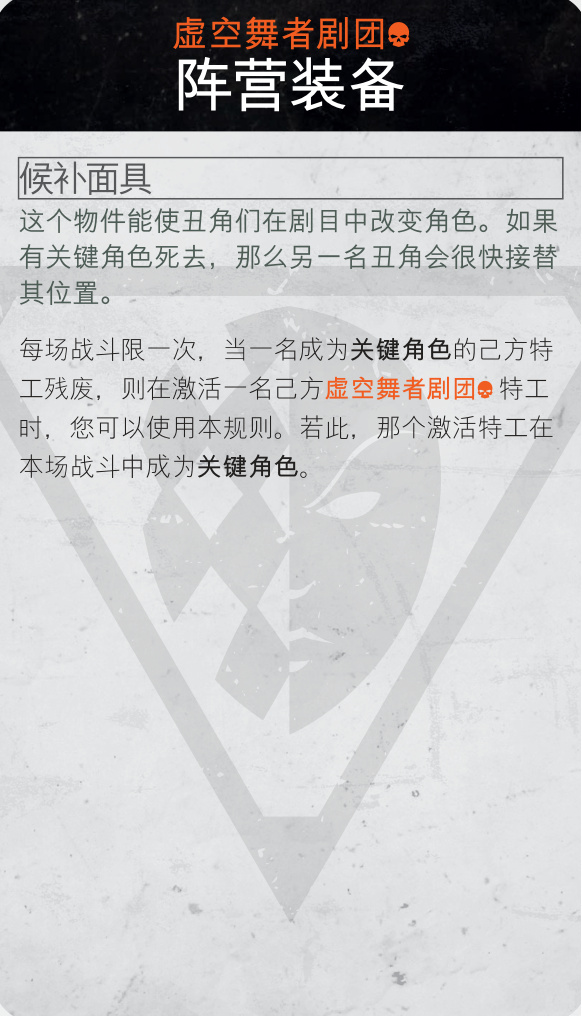 虚空舞者剧团
阵营装备
候补面具
这个物件能使丑角们在剧目中改变角色。如果
有关键角色死去，那么另一名丑角会很快接替
其位置。
每场战斗限一次，当一名成为关键角色的己方特
工残废，则在激活一名己方虚空舞者剧团 特工
时，您可以使用本规则。若此，那个激活特工在
本场战斗中成为关键角色。